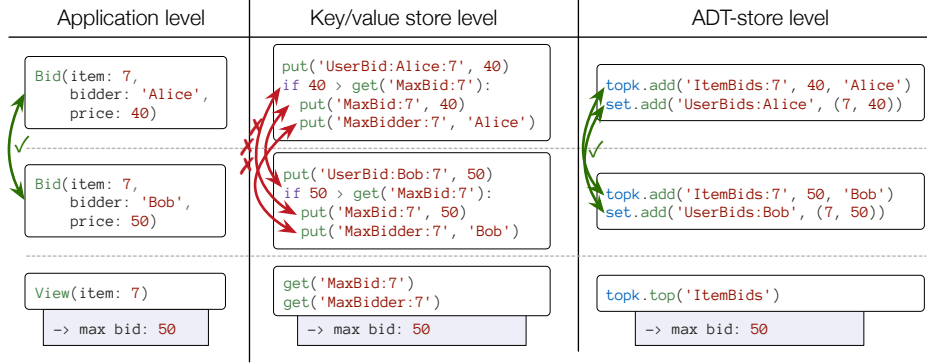 Application level
Bid(item: 7,
bidder: 'Alice',
price: 40)
✓
Bid(item: 7,
bidder: 'Bob',
price: 50)
View(item: 7)
-> max bid: 50
Key/value store level
put('UserBid:Alice:7', 40)
if 40 > get('MaxBid:7'):
put('MaxBid:7', 40)
put('MaxBidder:7', 'Alice')
✗
✗
✗
put('UserBid:Bob:7', 50)
if 50 > get('MaxBid:7'):
put('MaxBid:7', 50)
put('MaxBidder:7', 'Bob')
get('MaxBid:7')
get('MaxBidder:7')
-> max bid: 50
ADT-store level
topk.add('ItemBids:7', 40, 'Alice')
set.add('UserBids:Alice', (7, 40))
✓
topk.add('ItemBids:7', 50, 'Bob')
set.add('UserBids:Bob', (7, 50))
topk.top('ItemBids')
-> max bid: 50